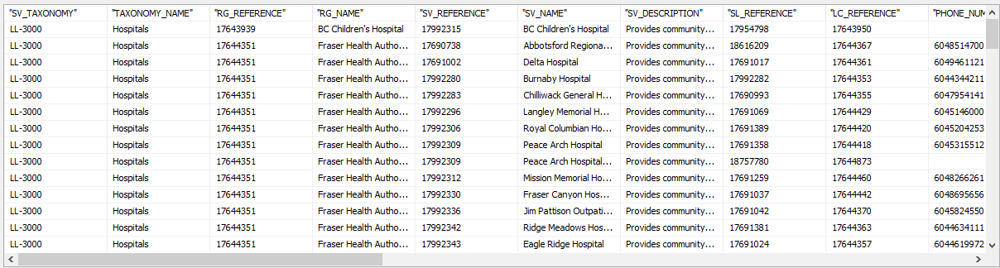 "SV_TAXONOMY" "TAXONOMY_NAME" "RG_REFERENCE" "RG_NAME" "SV_REFERENCE" "SV_NAME" "SV_DESCRIPTION" "SL_REFERENCE" "LC_REFERENCE" "PHONE_NUM
LL-3000 Hospitals 17643939 BC Children's Hospital 17992315 BC Children's Hospital Provides community... 17954798 17643950
LL-3000 Hospitals 17644351 Fraser Health Autho... 17690738 Abbotsford Regiona... Provides community... 18616209 17644367 6048514700
LL-3000 Hospitals 17644351 Fraser Health Autho... 17691002 Delta Hospital Provides community... 17691017 17644361 6049461121
LL-3000 Hospitals 17644351 Fraser Health Autho... 17992280 Burnaby Hospital Provides community... 17992282 17644353 6044344211
LL-3000 Hospitals 17644351 Fraser Health Autho... 17992283 Chilliwack General H... Provides community... 17690993 17644355 6047954141
LL-3000 Hospitals 17644351 Fraser Health Autho... 17992296 Langley Memorial H... Provides community... 17691069 17644429 6045146000
LL-3000 Hospitals 17644351 Fraser Health Autho... 17992306 Royal Columbian Ho... Provides community... 17691389 17644420 6045204253
LL-3000 Hospitals 17644351 Fraser Health Autho... 17992309 Peace Arch Hospital Provides community... 17691358 17644418 6045315512
LL-3000 Hospitals 17644351 Fraser Health Autho... 17992309 Peace Arch Hospital Provides community... 18757780 17644873
LL-3000 Hospitals 17644351 Fraser Health Autho... 17992312 Mission Memorial Ho... Provides community... 17691259 17644460 6048266261
LL-3000 Hospitals 17644351 Fraser Health Autho... 17992330 Fraser Canyon Hos... Provides community... 17691037 17644442 6048695656
LL-3000 Hospitals 17644351 Fraser Health Autho... 17992336 Jim Pattison Outpati... Provides community... 17691042 17644370 6045824550
LL-3000 Hospitals 17644351 Fraser Health Autho... 17992342 Ridge Meadows Hos... Provides community... 17691381 17644363 6044634111
LL-3000 Hospitals 17644351 Fraser Health Autho... 17992343 Eagle Ridge Hospital Provides community... 17691024 17644357 6044619972